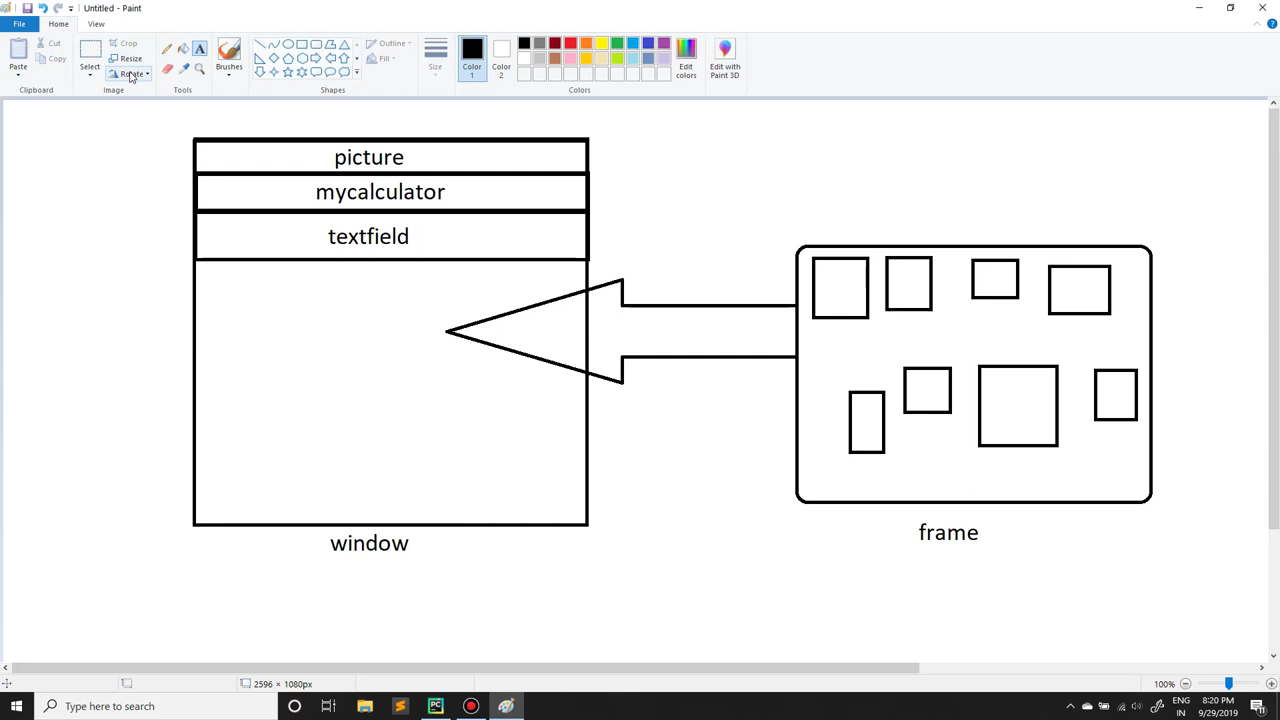 Untitled - Paint
File
Home
View
Paste
Cut
Copy
Clipboard
Select
Crop
Resize
Rotate
Image
A
Tools
Brushes
Shapes
Outline
Fill
Size
Color 1
Color 2
Colors
Edit colors
Edit with Paint 3D
picture
mycalculator
textfield
window
frame
2596 × 1080px
100%
Type here to search
PC
ENG
IN
8:20 PM
9/29/2019